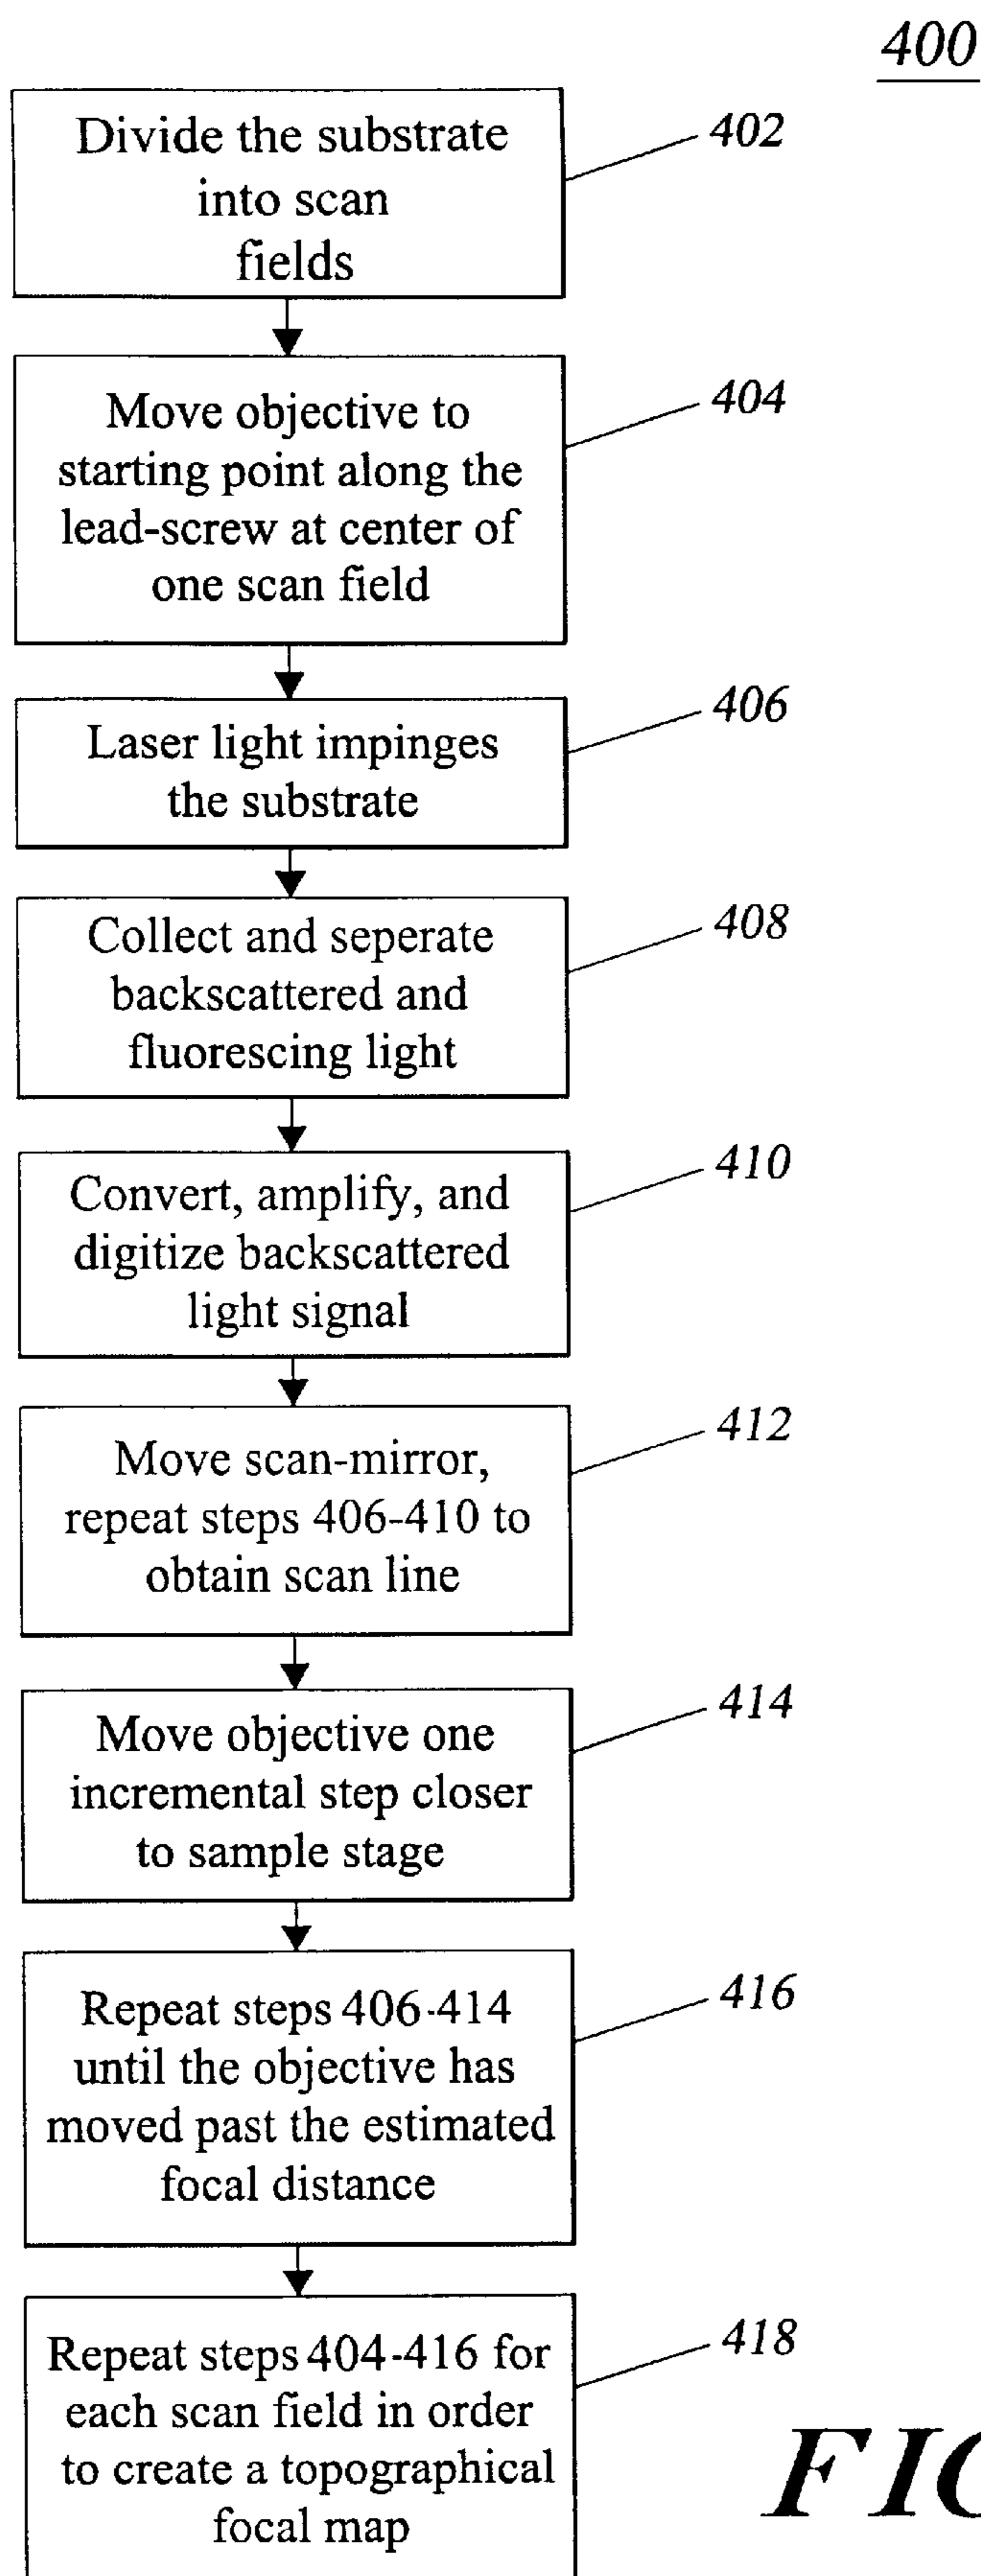 400
Divide the substrate
into scan
fields
402
Move objective to
starting point along the
lead-screw at center of
one scan field
404
Laser light impinges
the substrate
406
Collect and seperate
backscattered and
fluorescing light
408
Convert, amplify, and
digitize backscattered
light signal
410
Move scan-mirror,
repeat steps 406-410 to
obtain scan line
412
Move objective one
incremental step closer
to sample stage
414
Repeat steps 406-414
until the objective has
moved past the estimated
focal distance
416
Repeat steps 404-416 for
each scan field in order
to create a topographical
focal map
418